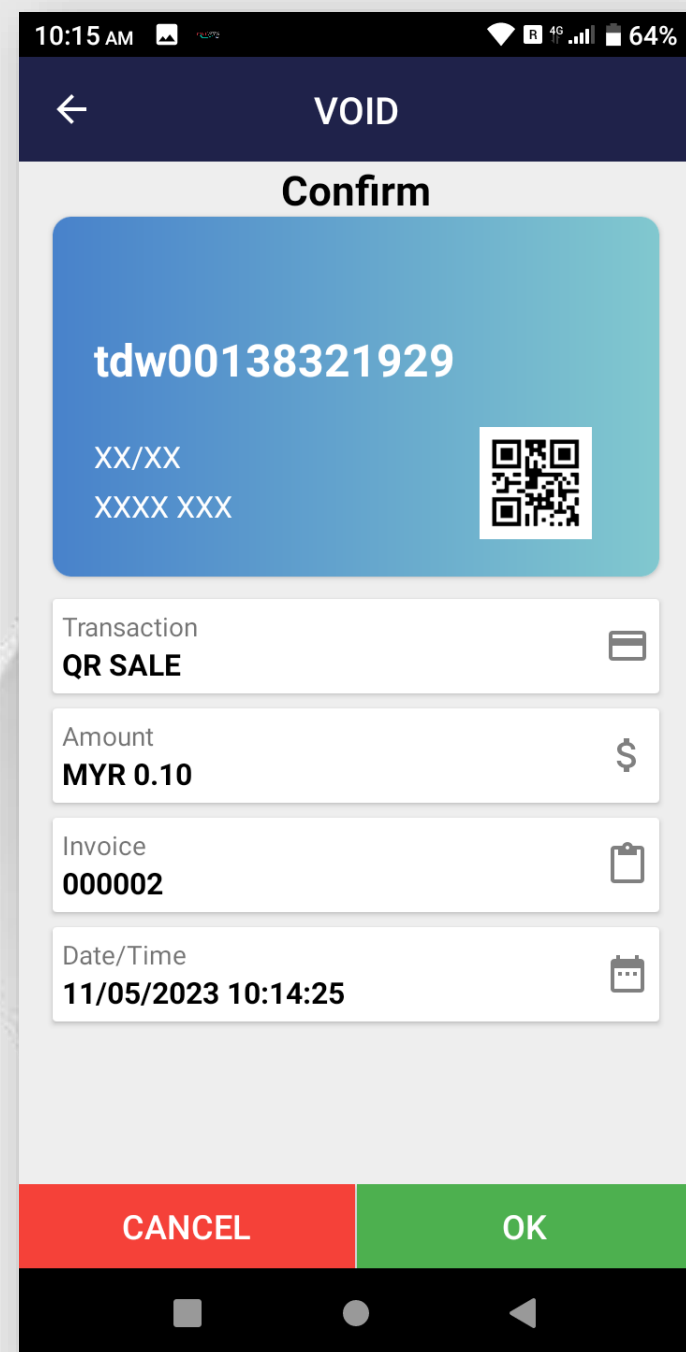 10:15 AM R 4G 64%
VOID
Confirm
tdw00138321929
XX/XX
XXXX XXX
Transaction
QR SALE
Amount
MYR 0.10
$
Invoice
000002
Date/Time
11/05/2023 10:14:25
CANCEL OK